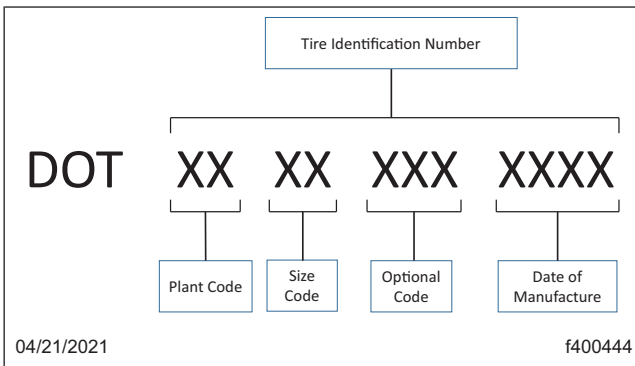 Tire Identification Number
DOT XX XX XXX XXXX
Plant Code
Size
Code
Optional
Code
Date of
Manufacture
04/21/2021
f400444